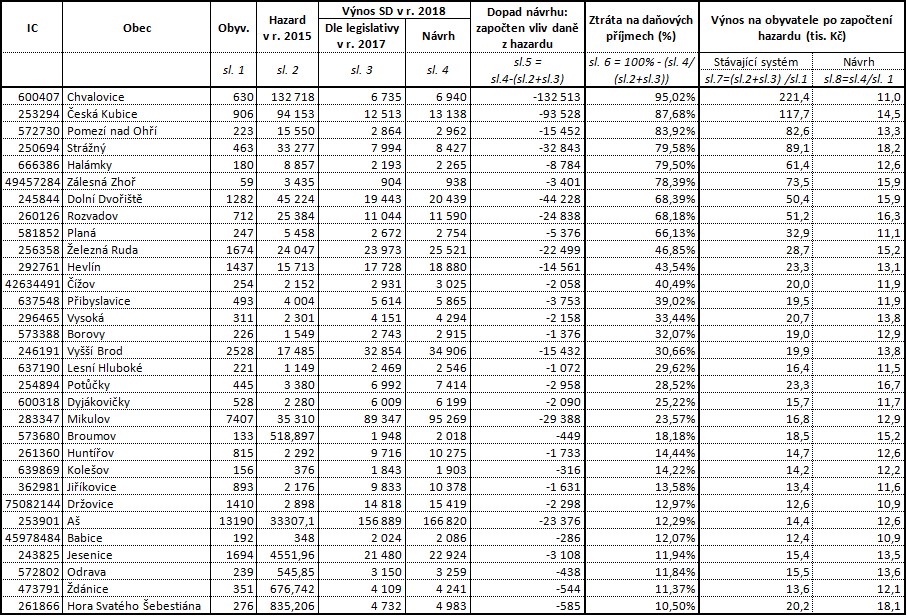 IC Obec Obyv. Hazard v r. 2015 Výnos SD v r. 2018 Dopad návrhu: započten vliv daně z hazardu Ztráta na daňových příjmech (%) Výnos na obyvatele po započtení hazardu (tis. Kč)
Dle legislativy v r. 2017 Návrh
sl. 1 sl. 2 sl. 3 sl. 4 sl.5 = sl.4-(sl.2+sl.3) sl. 6 = 100% - (sl. 4/ (sl.2+sl.3)) Stávající systém sl.7=(sl.2+sl.3) /sl.1 Návrh sl.8=sl.4/sl. 1
600407 Chvalovice 630 132 718 6 735 6 940 -132 513 95,02% 221,4 11,0
253294 Česká Kubice 906 94 153 12 513 13 138 -93 528 87,68% 117,7 14,5
572730 Pomezí nad Ohří 223 15 550 2 864 2 962 -15 452 83,92% 82,6 13,3
250694 Strážný 463 33 277 7 994 8 427 -32 843 79,58% 89,1 18,2
666386 Halámky 180 8 857 2 193 2 265 -8 784 79,50% 61,4 12,6
49457284 Zálesná Zhoř 59 3 435 904 938 -3 401 78,39% 73,5 15,9
245844 Dolní Dvořiště 1282 45 224 19 443 20 439 -44 228 68,39% 50,4 15,9
260126 Rozvadov 712 25 384 11 044 11 590 -24 838 68,18% 51,2 16,3
581852 Planá 247 5 458 2 672 2 754 -5 376 66,13% 32,9 11,1
256358 Železná Ruda 1674 24 047 23 973 25 521 -22 499 46,85% 28,7 15,2
292761 Hevlín 1437 15 713 17 728 18 880 -14 561 43,54% 23,3 13,1
42634491 Čížov 254 2 152 2 931 3 025 -2 058 40,49% 20,0 11,9
637548 Přibyslavice 493 4 004 5 614 5 865 -3 753 39,02% 19,5 11,9
296465 Vysoká 311 2 301 4 151 4 294 -2 158 33,44% 20,7 13,8
573388 Borovy 226 1 549 2 743 2 915 -1 376 32,07% 19,0 12,9
246191 Vyšší Brod 2528 17 485 32 854 34 906 -15 432 30,66% 19,9 13,8
637190 Lesní Hluboké 221 1 149 2 469 2 546 -1 072 29,62% 16,4 11,5
254894 Potůčky 445 3 380 6 992 7 414 -2 958 28,52% 23,3 16,7
600318 Dyjákovičky 528 2 280 6 009 6 199 -2 090 25,22% 15,7 11,7
283347 Mikulov 7407 35 310 89 347 95 269 -29 388 23,57% 16,8 12,9
573680 Broumov 133 518,897 1 948 2 018 -449 18,18% 18,5 15,2
261360 Huntířov 815 2 292 9 716 10 275 -1 733 14,44% 14,7 12,6
639869 Kolešov 156 376 1 843 1 903 -316 14,22% 14,2 12,2
362981 Jiříkovice 893 2 176 9 833 10 378 -1 631 13,58% 13,4 11,6
75082144 Držovice 1410 2 898 14 818 15 419 -2 298 12,97% 12,6 10,9
253901 Aš 13190 33307,1 156 889 166 820 -23 376 12,29% 14,4 12,6
45978484 Babice 192 348 2 024 2 086 -286 12,07% 12,4 10,9
243825 Jesenice 1694 4551,96 21 480 22 924 -3 108 11,94% 15,4 13,5
572802 Odrava 239 545,85 3 150 3 259 -438 11,84% 15,5 13,6
473791 Ždánice 351 676,742 4 109 4 241 -544 11,37% 13,6 12,1
261866 Hora Svatého Šebestiána 276 835,206 4 732 4 983 -585 10,50% 20,2 18,1